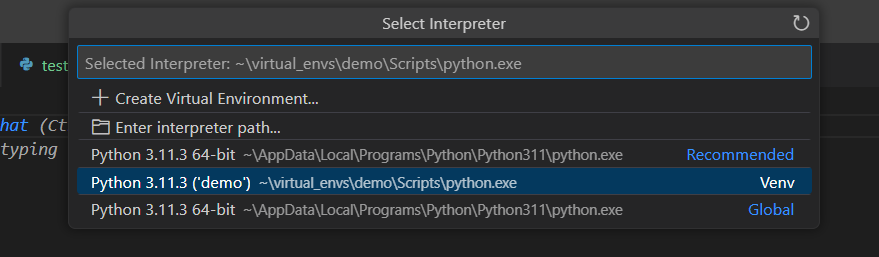 Select Interpreter
Selected Interpreter: ~\virtual_envs\demo\Scripts\python.exe
Create Virtual Environment...
Enter interpreter path...
Python 3.11.3 64-bit ~\AppData\Local\Programs\Python\Python311\python.exe Recommended
Python 3.11.3 ('demo') ~\virtual_envs\demo\Scripts\python.exe Venv
Python 3.11.3 64-bit ~\AppData\Local\Programs\Python\Python311\python.exe Global
test
hat (Ct
typing